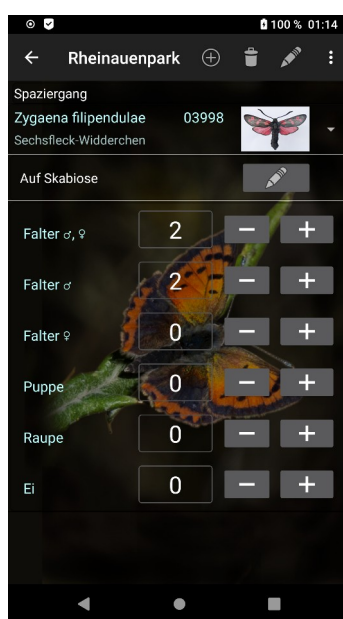 100 % 01:14
Rheinauenpark
Spaziergang
Zygaena filipendulae 03998
Sechsfleck-Widderchen
Auf Skabiose
Falter ♂, ♀ 2 − +
Falter ♂ 2 − +
Falter ♀ 0 − +
Puppe 0 − +
Raupe 0 − +
Ei 0 − +